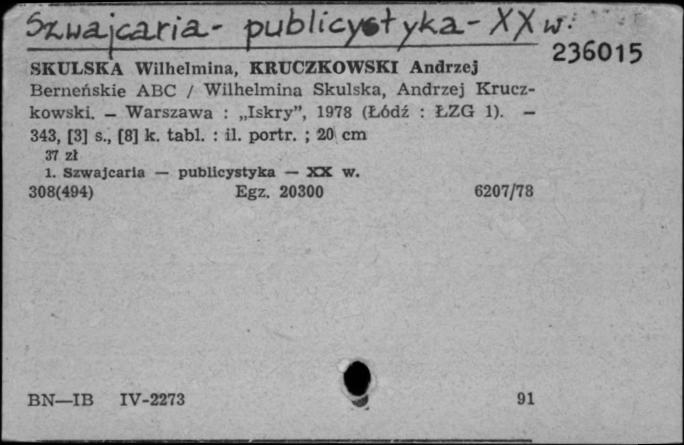 Szwajcaria - publicystyka - XX w.
236015
SKULSKA Wilhelmina, KRUCZKOWSKI Andrzej
Berneńskie ABC / Wilhelmina Skulska, Andrzej Krucz-
kowski. — Warszawa : „Iskry”, 1978 (Łódź : ŁZG 1). —
343, [3] s., [8] k. tabl. : il. portr. ; 20 cm
37 zł
1. Szwajcaria — publicystyka — XX w.
308(494) Egz. 20300 6207/78
BN—IB IV-2273 91